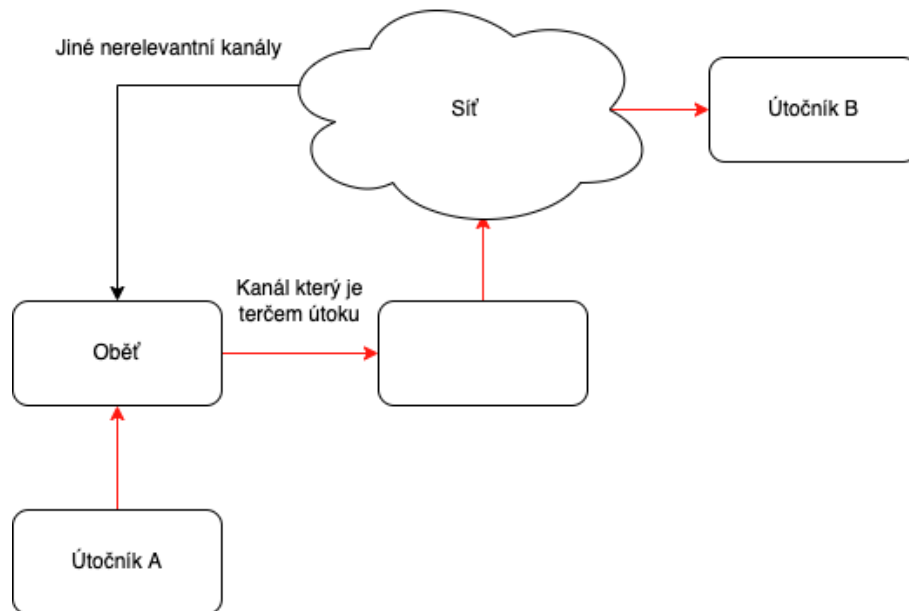 Jiné nerelevantní kanály
Síť
Útočník B
Kanál který je
terčem útoku
Oběť
Útočník A